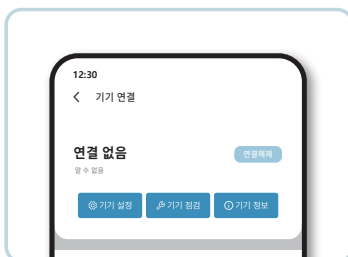 12:30
기기 연결
연결 없음
연결해제
알 수 없음
기기 설정 기기 점검 기기 정보